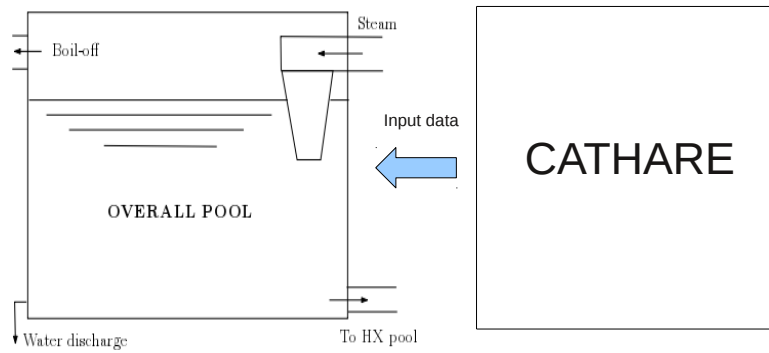 Steam
Boil-off
Input data
CATHARE
OVERALL POOL
To HX pool
Water discharge